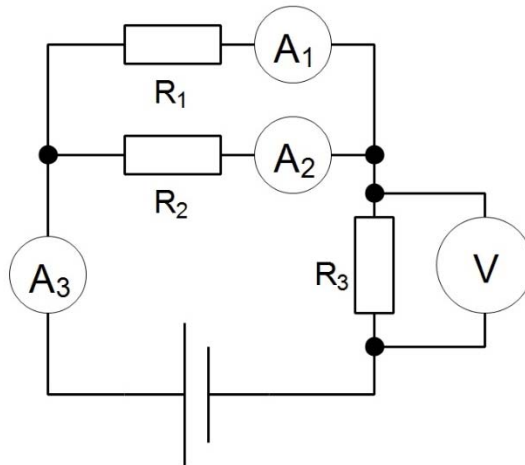 A₁
R₁
A₂
R₂
A₃
R₃
V